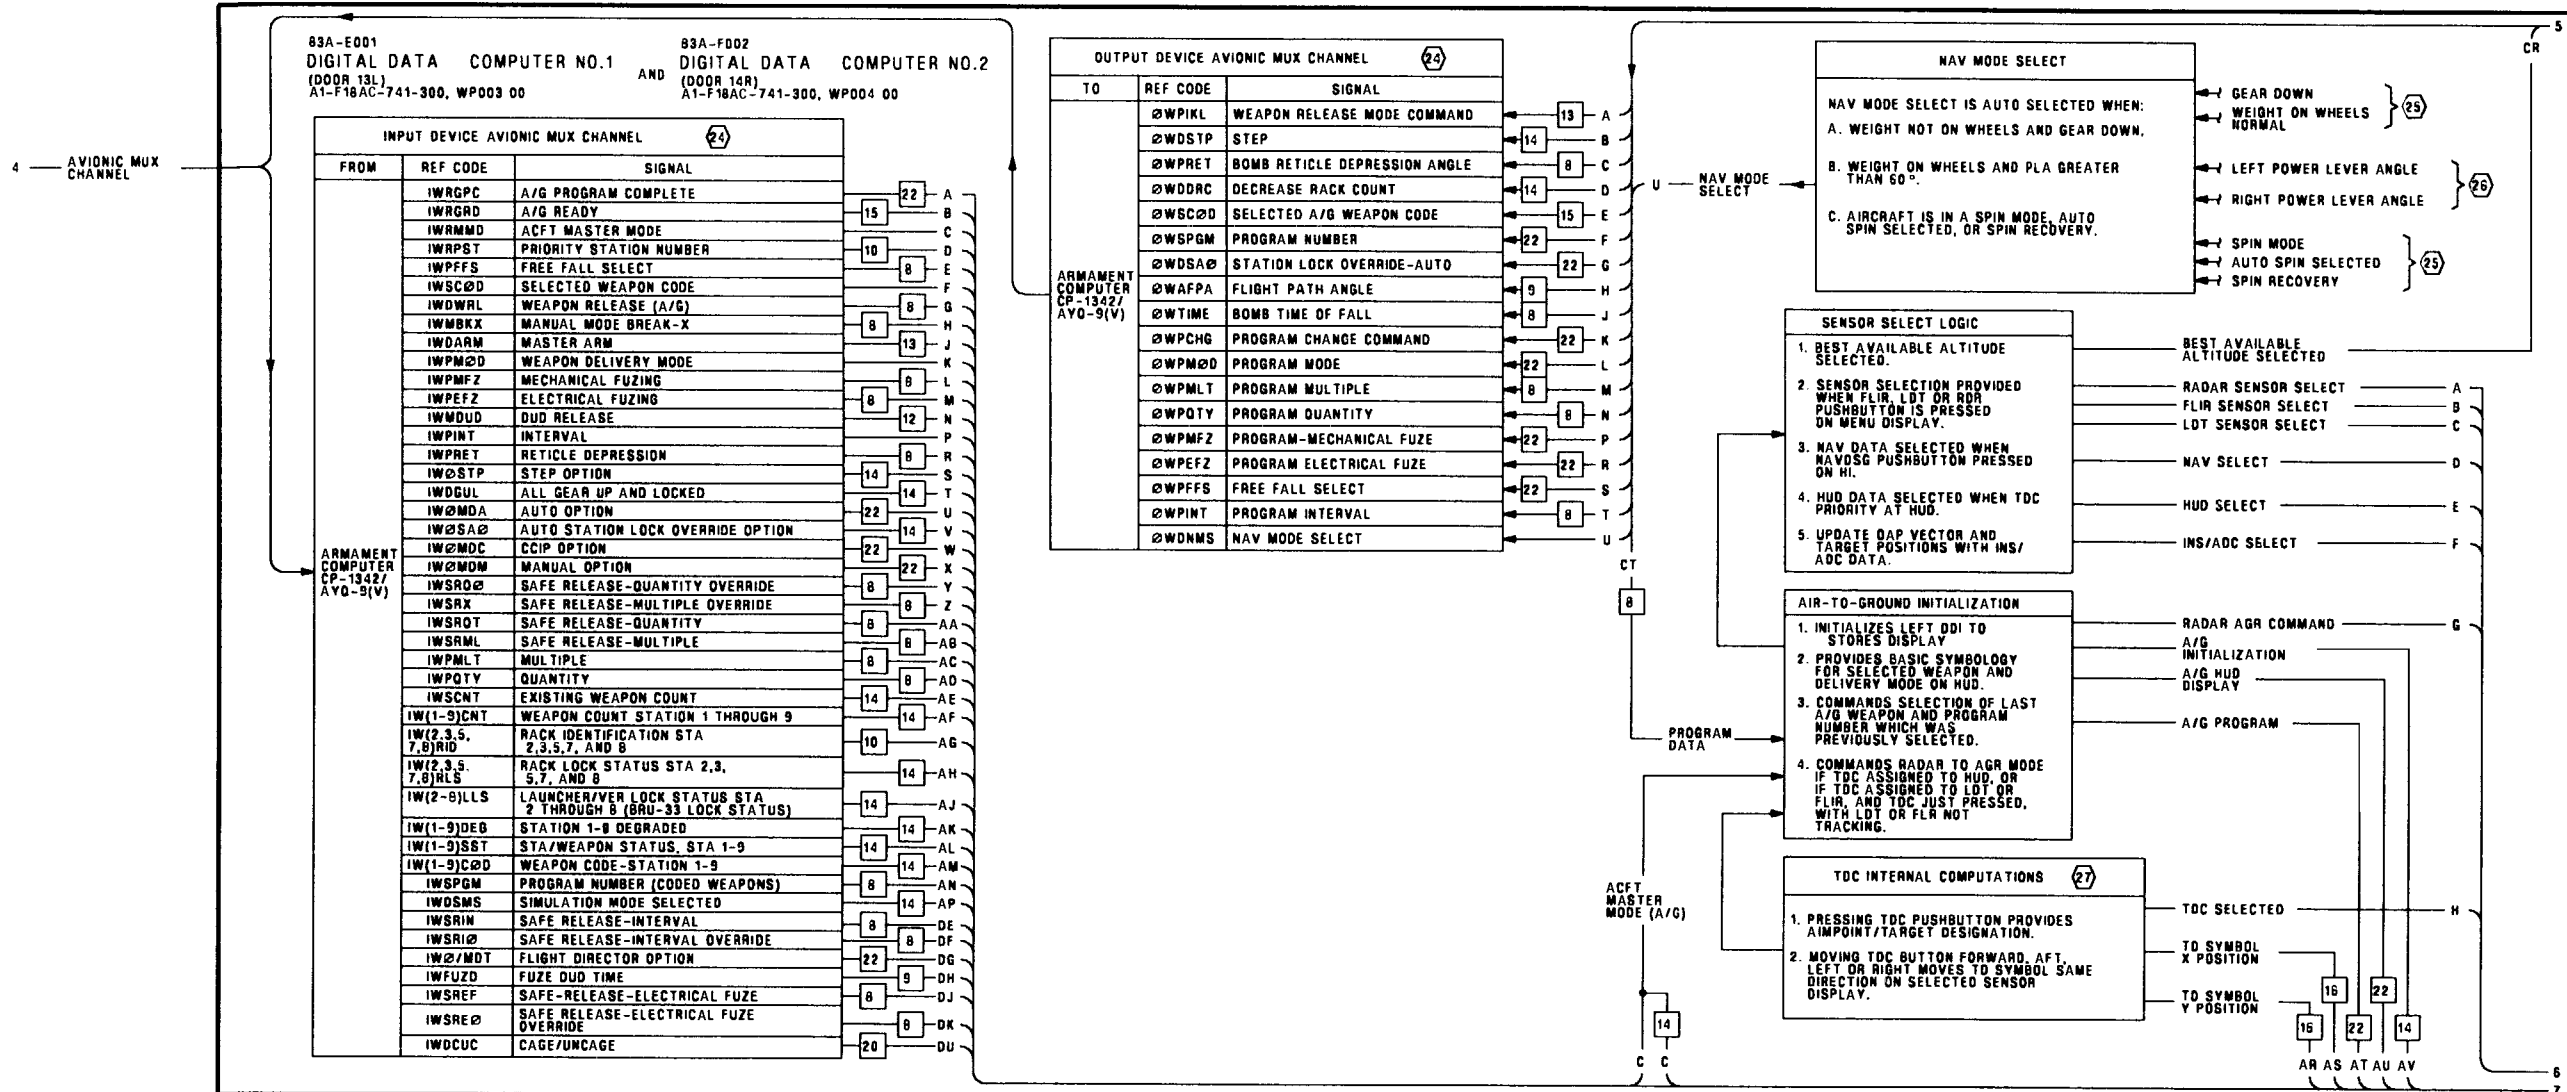 83A-E001
DIGITAL DATA COMPUTER NO.1
(DOOR 13L)
A1-F18AC-741-300, WP003 00
AND
83A-F002
DIGITAL DATA COMPUTER NO.2
(DOOR 14R)
A1-F18AC-741-300, WP004 00
4 AVIONIC MUX CHANNEL
INPUT DEVICE AVIONIC MUX CHANNEL 24
FROM REF CODE SIGNAL
ARMAMENT COMPUTER CP-1342/ AYQ-9(V)
IWRGPC A/G PROGRAM COMPLETE 22 A
IWRGRD A/G READY 15 B
IWRMMD ACFT MASTER MODE C
IWRPST PRIORITY STATION NUMBER 10 D
IWPFFS FREE FALL SELECT 8 E
IWSCØD SELECTED WEAPON CODE F
IWDWRL WEAPON RELEASE (A/G) 8 G
IWMBKX MANUAL MODE BREAK-X 8 H
IWDARM MASTER ARM 13 J
IWPMØD WEAPON DELIVERY MODE K
IWPMFZ MECHANICAL FUZING 8 L
IWPEFZ ELECTRICAL FUZING 8 M
IWMDUD DUD RELEASE 12 N
IWPINT INTERVAL P
IWPRET RETICLE DEPRESSION 8 R
IWØSTP STEP OPTION 14 S
IWDGUL ALL GEAR UP AND LOCKED 14 T
IWØMDA AUTO OPTION 22 U
IWØSAØ AUTO STATION LOCK OVERRIDE OPTION 14 V
IWØMDC CCIP OPTION 22 W
IWØMDM MANUAL OPTION 22 X
IWSRQØ SAFE RELEASE-QUANTITY OVERRIDE 8 Y
IWSRX SAFE RELEASE-MULTIPLE OVERRIDE 8 Z
IWSRQT SAFE RELEASE-QUANTITY 8 AA
IWSRML SAFE RELEASE-MULTIPLE 8 AB
IWPMLT MULTIPLE 8 AC
IWPQTY QUANTITY 8 AD
IWSCNT EXISTING WEAPON COUNT 14 AE
IW(1-9)CNT WEAPON COUNT STATION 1 THROUGH 9 14 AF
IW(2,3,5, 7,8)RID RACK IDENTIFICATION STA 2,3,5,7, AND 8 10 AG
IW(2,3,5, 7,8)RLS RACK LOCK STATUS STA 2,3, 5,7, AND 8 14 AH
IW(2-8)LLS LAUNCHER/VER LOCK STATUS STA 2 THROUGH 8 (BRU-33 LOCK STATUS) 14 AJ
IW(1-9)DEG STATION 1-9 DEGRADED 14 AK
IW(1-9)SST STA/WEAPON STATUS, STA 1-9 14 AL
IW(1-9)CØD WEAPON CODE-STATION 1-9 14 AM
IWSPGM PROGRAM NUMBER (CODED WEAPONS) 8 AN
IWDSMS SIMULATION MODE SELECTED 14 AP
IWSRIN SAFE RELEASE-INTERVAL 8 DE
IWSRIØ SAFE RELEASE-INTERVAL OVERRIDE 8 DF
IWØ/MDT FLIGHT DIRECTOR OPTION 22 DG
IWFUZD FUZE DUD TIME 9 DH
IWSREF SAFE-RELEASE-ELECTRICAL FUZE 8 DJ
IWSREØ SAFE RELEASE-ELECTRICAL FUZE OVERRIDE 8 DK
IWDCUC CAGE/UNCAGE 20 DU
OUTPUT DEVICE AVIONIC MUX CHANNEL 24
TO REF CODE SIGNAL
ARMAMENT COMPUTER CP-1342/ AYQ-9(V)
ØWPIKL WEAPON RELEASE MODE COMMAND 13 A
ØWDSTP STEP 14 B
ØWPRET BOMB RETICLE DEPRESSION ANGLE 8 C
ØWDDRC DECREASE RACK COUNT 14 D
ØWSCØD SELECTED A/G WEAPON CODE 15 E
ØWSPGM PROGRAM NUMBER 22 F
ØWDSAØ STATION LOCK OVERRIDE-AUTO 22 G
ØWAFPA FLIGHT PATH ANGLE 9 H
ØWTIME BOMB TIME OF FALL 8 J
ØWPCHG PROGRAM CHANGE COMMAND 22 K
ØWPMØD PROGRAM MODE 22 L
ØWPMLT PROGRAM MULTIPLE 8 M
ØWPQTY PROGRAM QUANTITY 8 N
ØWPMFZ PROGRAM-MECHANICAL FUZE 22 P
ØWPEFZ PROGRAM ELECTRICAL FUZE 22 R
ØWPFFS FREE FALL SELECT 22 S
ØWPINT PROGRAM INTERVAL 8 T
ØWDNMS NAV MODE SELECT U
CT
8
PROGRAM DATA
ACFT MASTER MODE (A/G)
14
C C
U NAV MODE SELECT
NAV MODE SELECT
NAV MODE SELECT IS AUTO SELECTED WHEN:
A. WEIGHT NOT ON WHEELS AND GEAR DOWN.
B. WEIGHT ON WHEELS AND PLA GREATER
THAN 60°.
C. AIRCRAFT IS IN A SPIN MODE, AUTO
SPIN SELECTED, OR SPIN RECOVERY.
GEAR DOWN
WEIGHT ON WHEELS
NORMAL
25
LEFT POWER LEVER ANGLE
RIGHT POWER LEVER ANGLE
26
SPIN MODE
AUTO SPIN SELECTED
SPIN RECOVERY
25
5
CR
SENSOR SELECT LOGIC
1. BEST AVAILABLE ALTITUDE
SELECTED.
2. SENSOR SELECTION PROVIDED
WHEN FLIR, LDT OR RDR
PUSHBUTTON IS PRESSED
ON MENU DISPLAY.
3. NAV DATA SELECTED WHEN
NAVDSG PUSHBUTTON PRESSED
ON HI.
4. HUD DATA SELECTED WHEN TDC
PRIORITY AT HUD.
5. UPDATE OAP VECTOR AND
TARGET POSITIONS WITH INS/
ADC DATA.
BEST AVAILABLE
ALTITUDE SELECTED
RADAR SENSOR SELECT A
FLIR SENSOR SELECT B
LDT SENSOR SELECT C
NAV SELECT D
HUD SELECT E
INS/ADC SELECT F
AIR-TO-GROUND INITIALIZATION
1. INITIALIZES LEFT DDI TO
STORES DISPLAY
2. PROVIDES BASIC SYMBOLOGY
FOR SELECTED WEAPON AND
DELIVERY MODE ON HUD.
3. COMMANDS SELECTION OF LAST
A/G WEAPON AND PROGRAM
NUMBER WHICH WAS
PREVIOUSLY SELECTED.
4. COMMANDS RADAR TO AGR MODE
IF TDC ASSIGNED TO HUD, OR
IF TDC ASSIGNED TO LDT OR
FLIR, AND TDC JUST PRESSED,
WITH LDT OR FLR NOT
TRACKING.
RADAR AGR COMMAND G
A/G
INITIALIZATION
A/G HUD
DISPLAY
A/G PROGRAM
TDC INTERNAL COMPUTATIONS 27
1. PRESSING TDC PUSHBUTTON PROVIDES
AIMPOINT/TARGET DESIGNATION.
2. MOVING TDC BUTTON FORWARD, AFT,
LEFT OR RIGHT MOVES TD SYMBOL SAME
DIRECTION ON SELECTED SENSOR
DISPLAY.
TDC SELECTED H
TD SYMBOL
X POSITION
TD SYMBOL
Y POSITION
16 22
16 22 14
AR AS AT AU AV
6
7